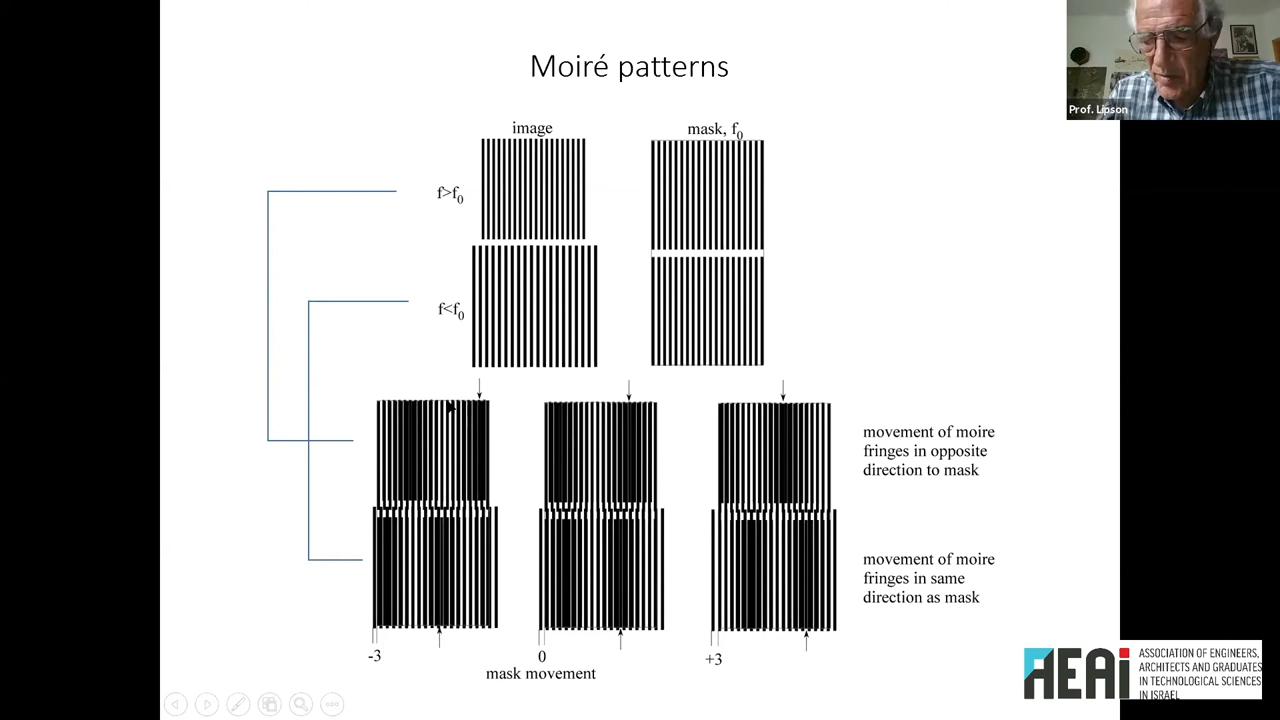 Moiré patterns
Prof. Lipson
image
mask, f0
f>f0
f<f0
movement of moire
fringes in opposite
direction to mask
movement of moire
fringes in same
direction as mask
-3
0
+3
mask movement
AEAi
ASSOCIATION OF ENGINEERS,
ARCHITECTS AND GRADUATES
IN TECHNOLOGICAL SCIENCES
IN ISRAEL